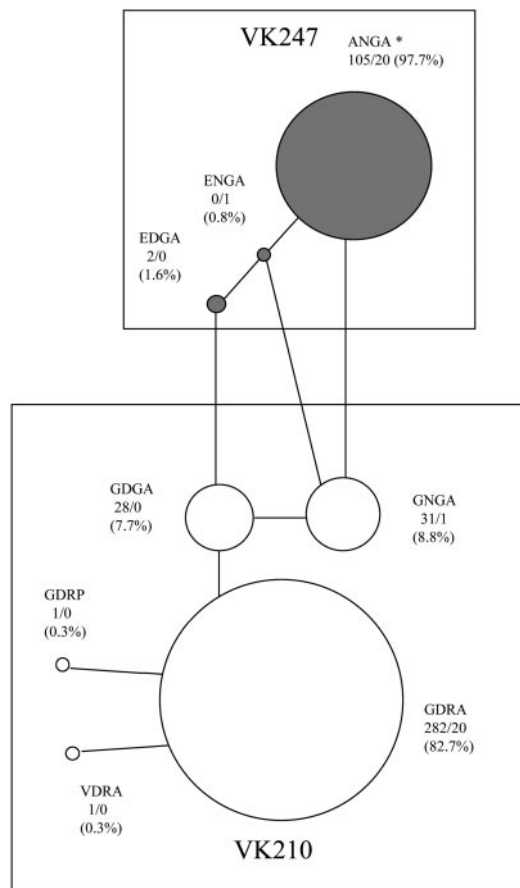 VK247
ANGA *
105/20 (97.7%)
ENGA
0/1
(0.8%)
EDGA
2/0
(1.6%)
GDGA
28/0
(7.7%)
GNGA
31/1
(8.8%)
GDRP
1/0
(0.3%)
GDRA
282/20
(82.7%)
VDRA
1/0
(0.3%)
VK210